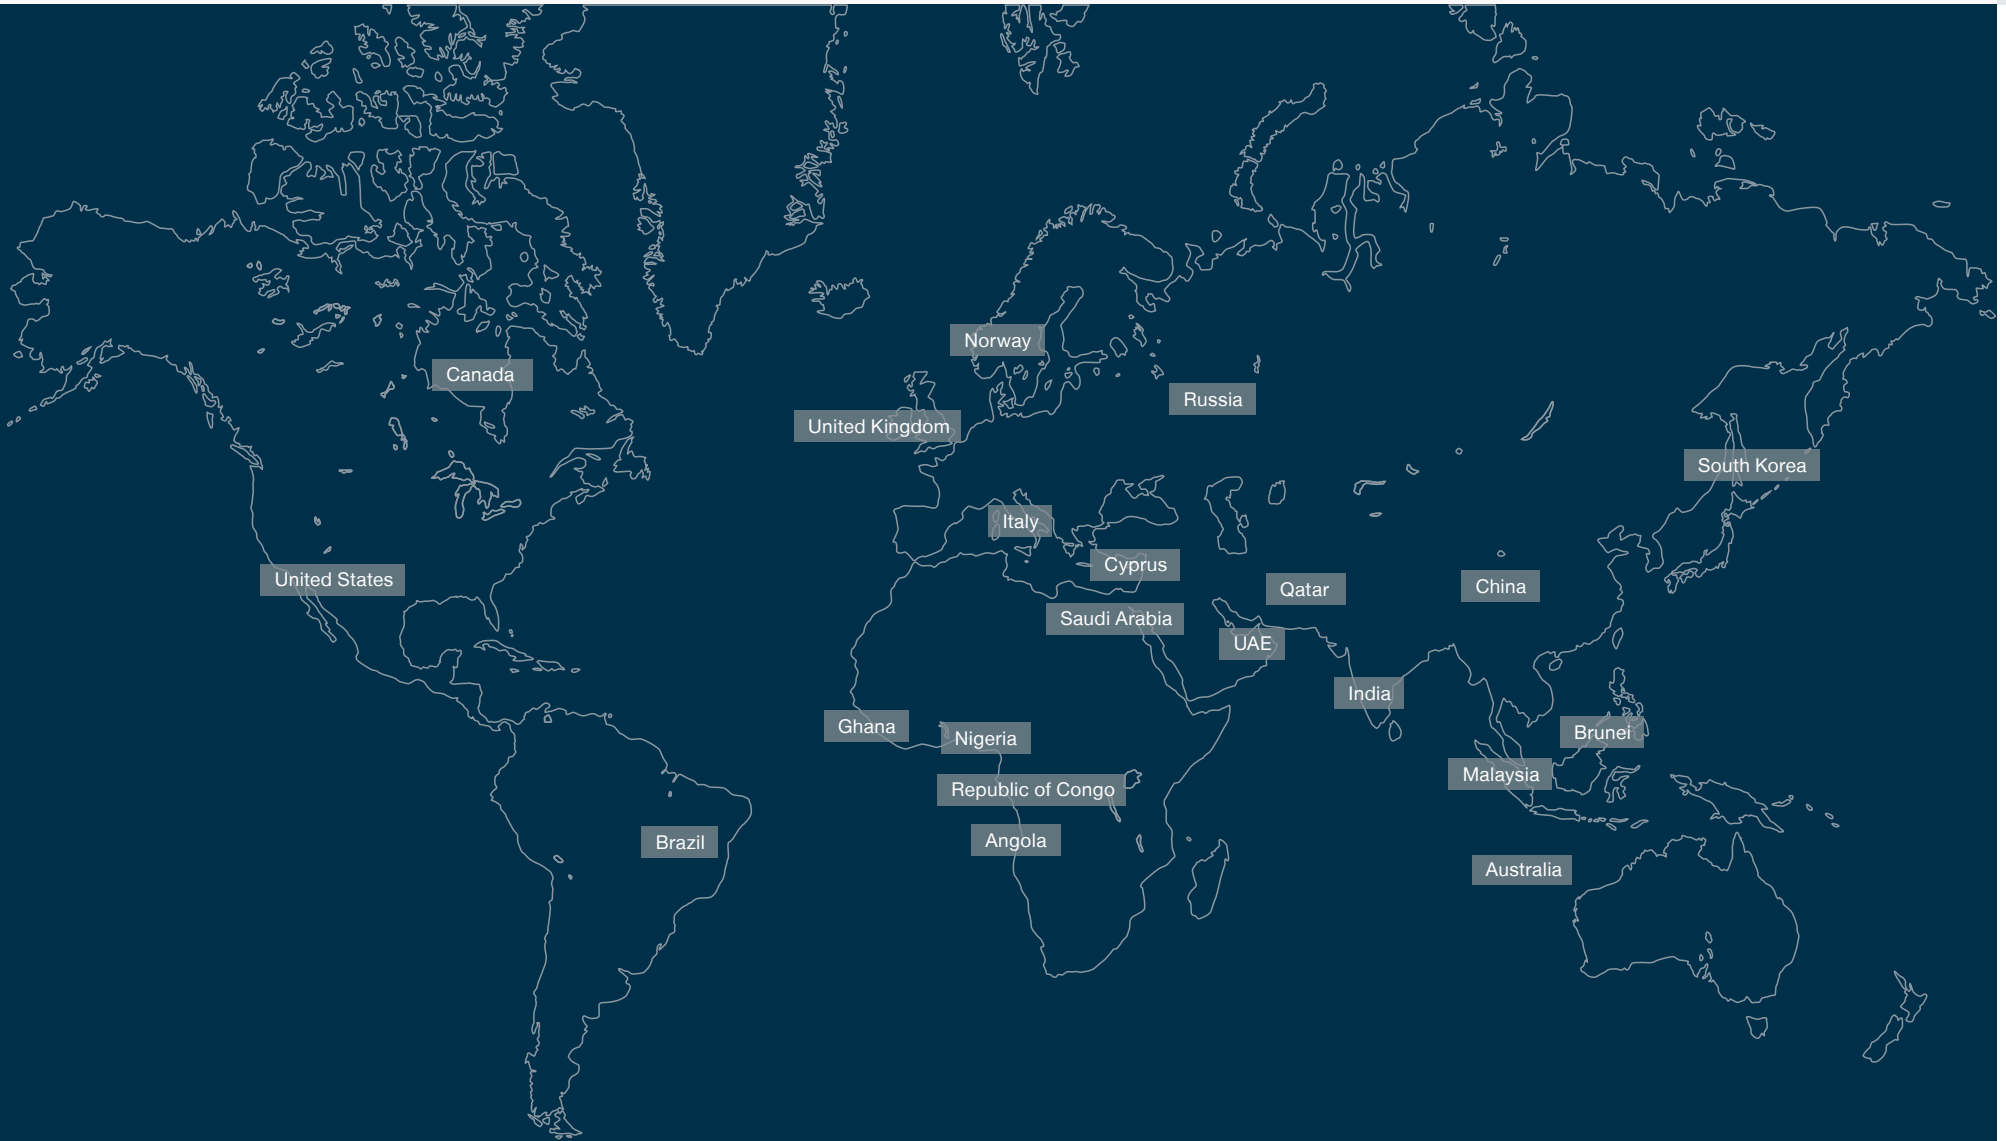 Norway
Canada
Russia
United Kingdom
South Korea
Italy
Cyprus
United States
China
Qatar
Saudi Arabia
UAE
India
Ghana
Brunei
Nigeria
Malaysia
Republic of Congo
Angola
Brazil
Australia